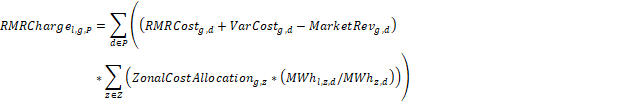 RMRCharge_{l,g,P} = ∑_{d∈P} ( (RMRCost_{g,d} + VarCost_{g,d} − MarketRev_{g,d})
∗ ∑_{z∈Z} ( ZonalCostAllocation_{g,z} ∗ (MWh_{l,z,d}/MWh_{z,d}) ) )